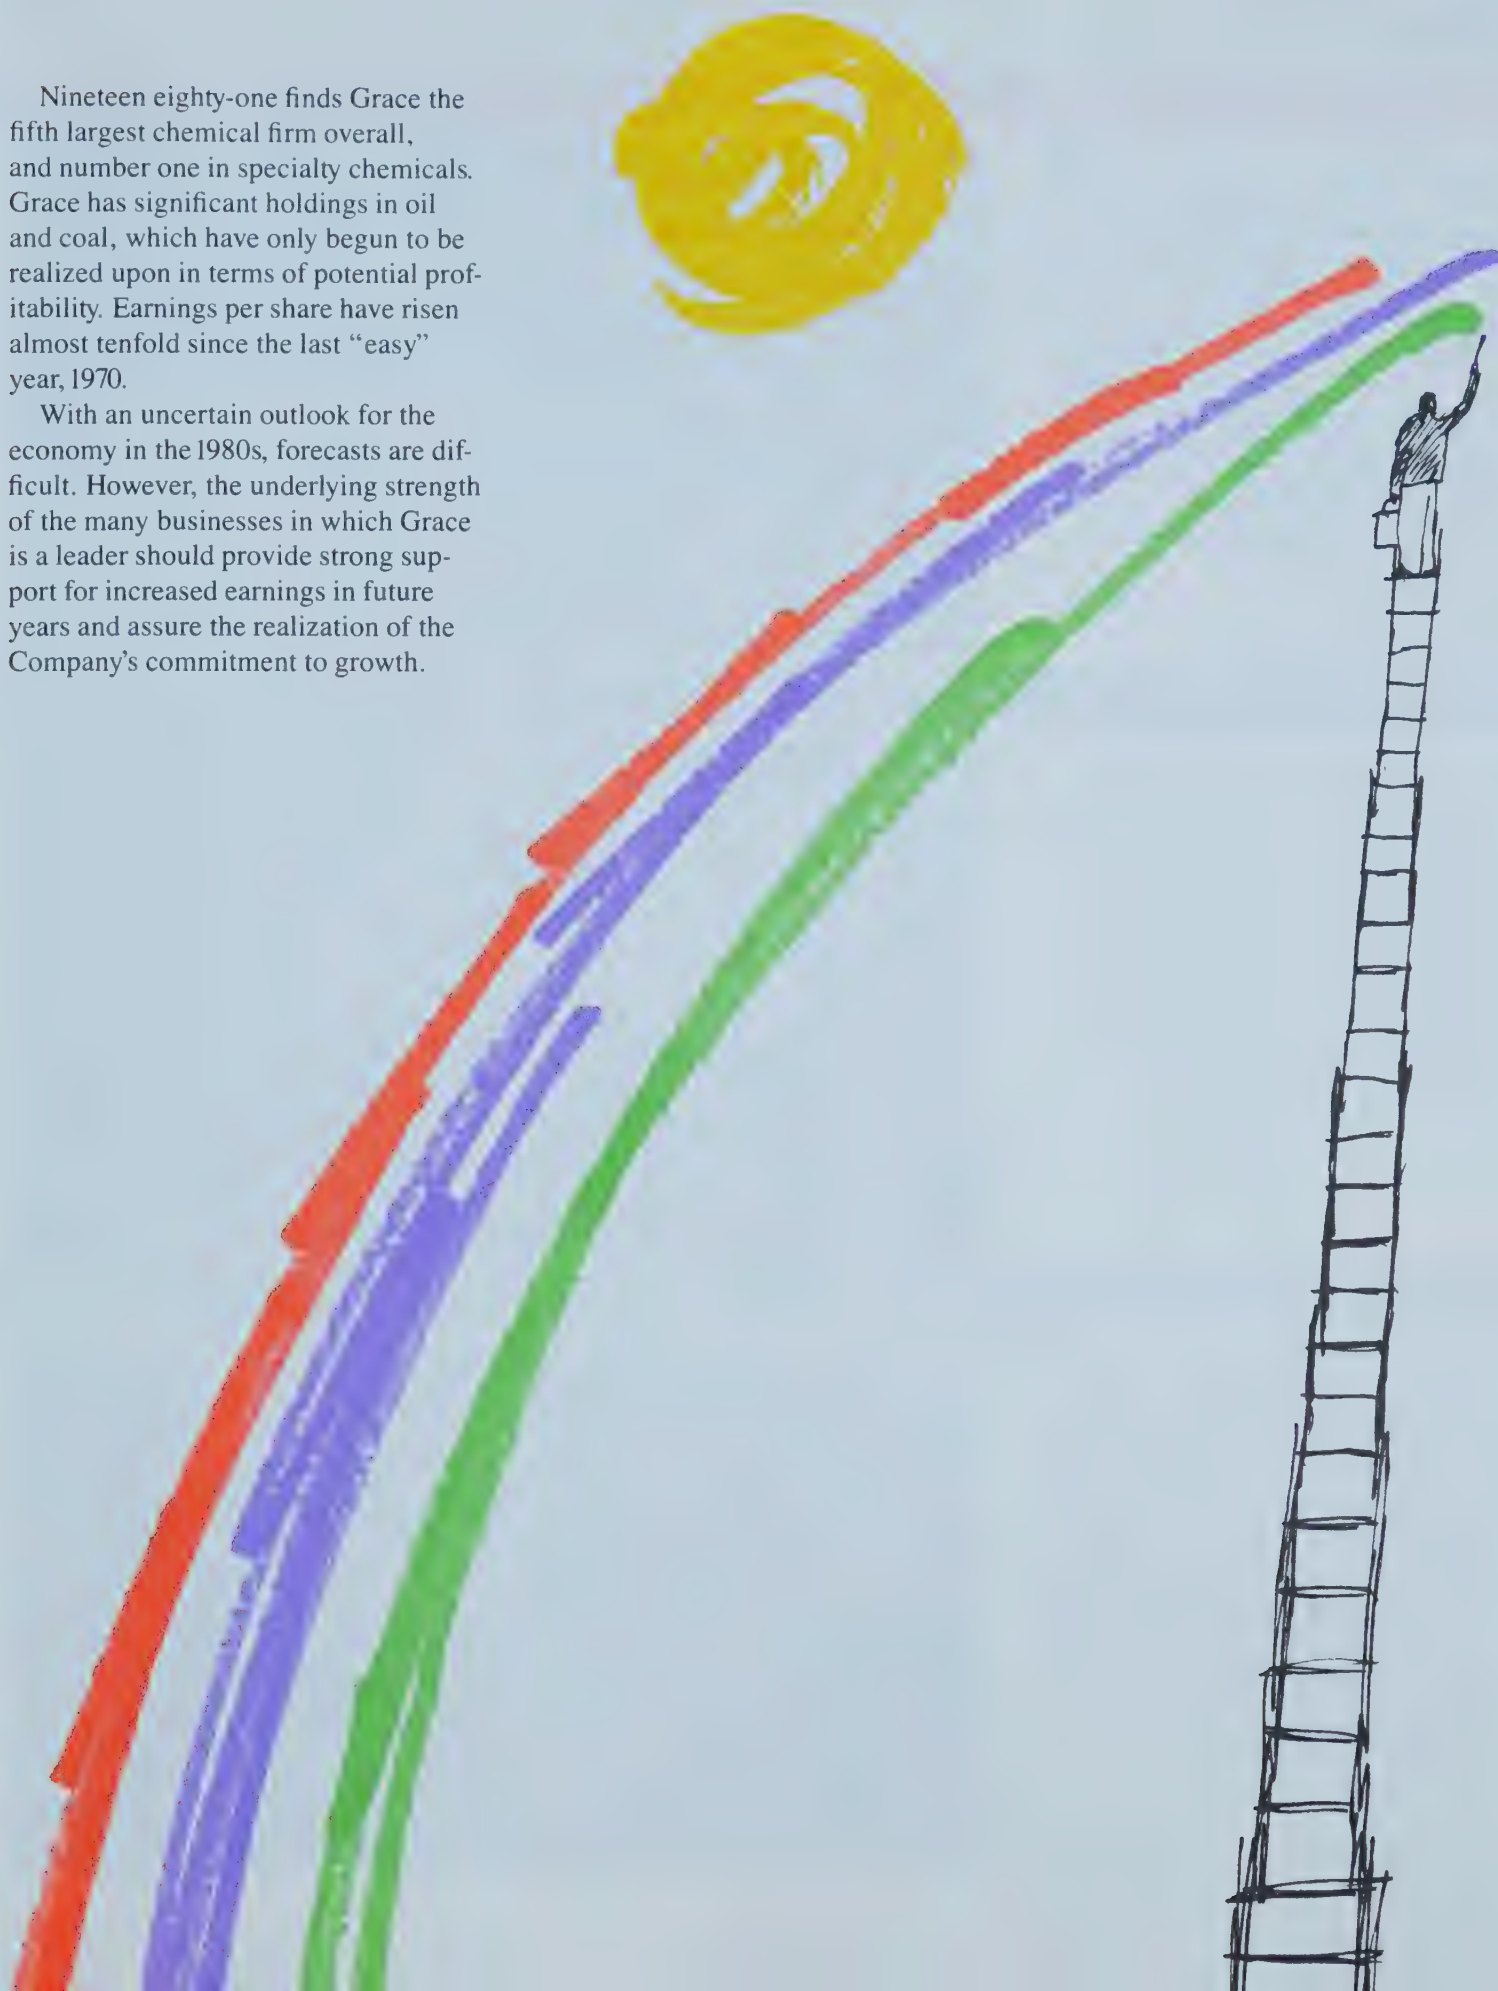 Nineteen eighty-one finds Grace the
fifth largest chemical firm overall,
and number one in specialty chemicals.
Grace has significant holdings in oil
and coal, which have only begun to be
realized upon in terms of potential prof-
itability. Earnings per share have risen
almost tenfold since the last “easy”
year, 1970.
With an uncertain outlook for the
economy in the 1980s, forecasts are dif-
ficult. However, the underlying strength
of the many businesses in which Grace
is a leader should provide strong sup-
port for increased earnings in future
years and assure the realization of the
Company’s commitment to growth.